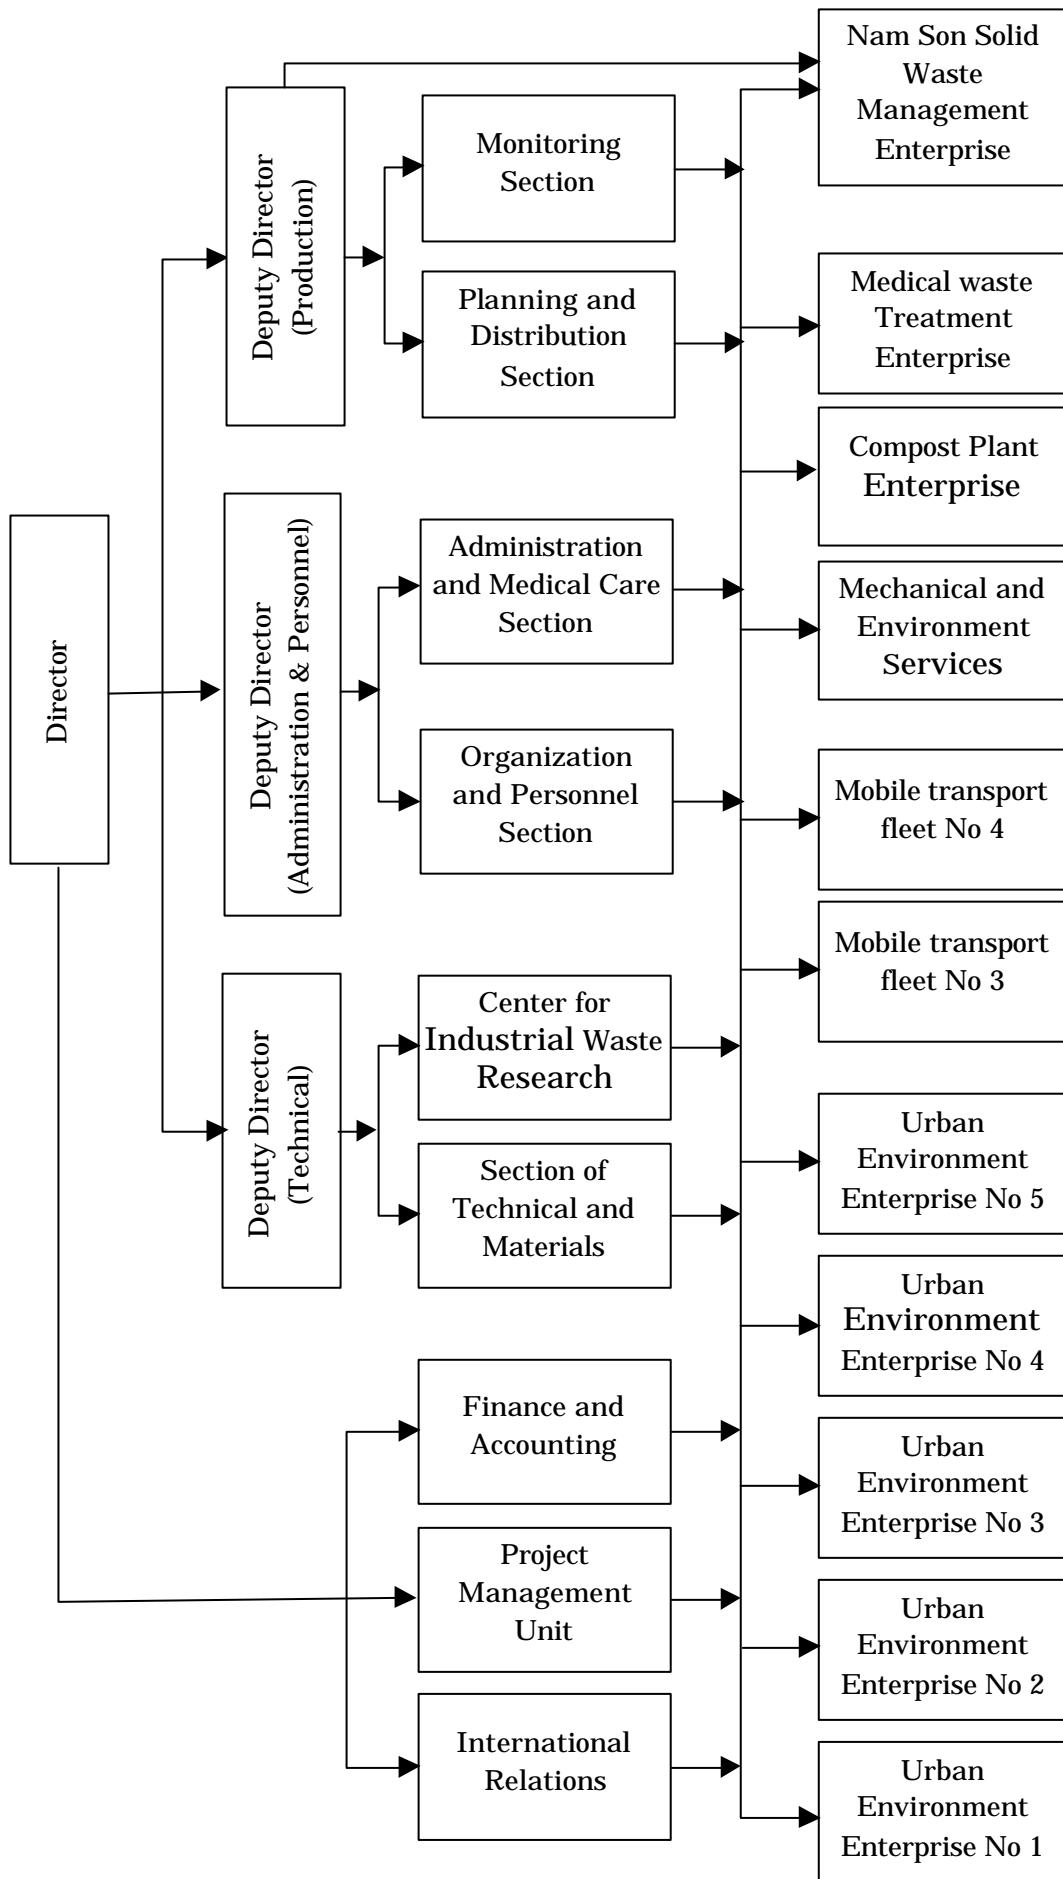 Director
Deputy Director
(Production)
Deputy Director
(Administration & Personnel)
Deputy Director
(Technical)
Monitoring
Section
Planning and
Distribution
Section
Administration
and Medical Care
Section
Organization
and Personnel
Section
Center for
Industrial Waste
Research
Section of
Technical and
Materials
Finance and
Accounting
Project
Management
Unit
International
Relations
Nam Son Solid
Waste
Management
Enterprise
Medical waste
Treatment
Enterprise
Compost Plant
Enterprise
Mechanical and
Environment
Services
Mobile transport
fleet No 4
Mobile transport
fleet No 3
Urban
Environment
Enterprise No 5
Urban
Environment
Enterprise No 4
Urban
Environment
Enterprise No 3
Urban
Environment
Enterprise No 2
Urban
Environment
Enterprise No 1